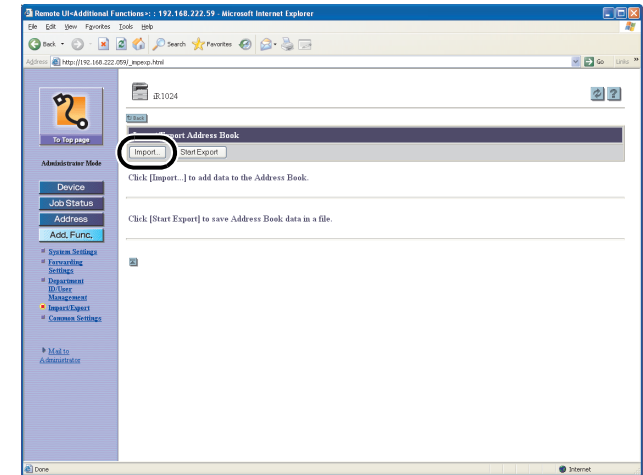 Remote UI<Additional Functions>: : 192.168.222.59 - Microsoft Internet Explorer
File Edit View Favorites Tools Help
Back Search Favorites
Address http://192.168.222.059/_impexp.html Go Links »
iR1024
Back
Import/Export Address Book
Import... Start Export
Click [Import...] to add data to the Address Book.
Click [Start Export] to save Address Book data in a file.
To Top page
Administrator Mode
Device
Job Status
Address
Add. Func.
System Settings
Forwarding
Settings
Department
ID/User
Management
Import/Export
Common Settings
Mail to
Administrator
Done Internet